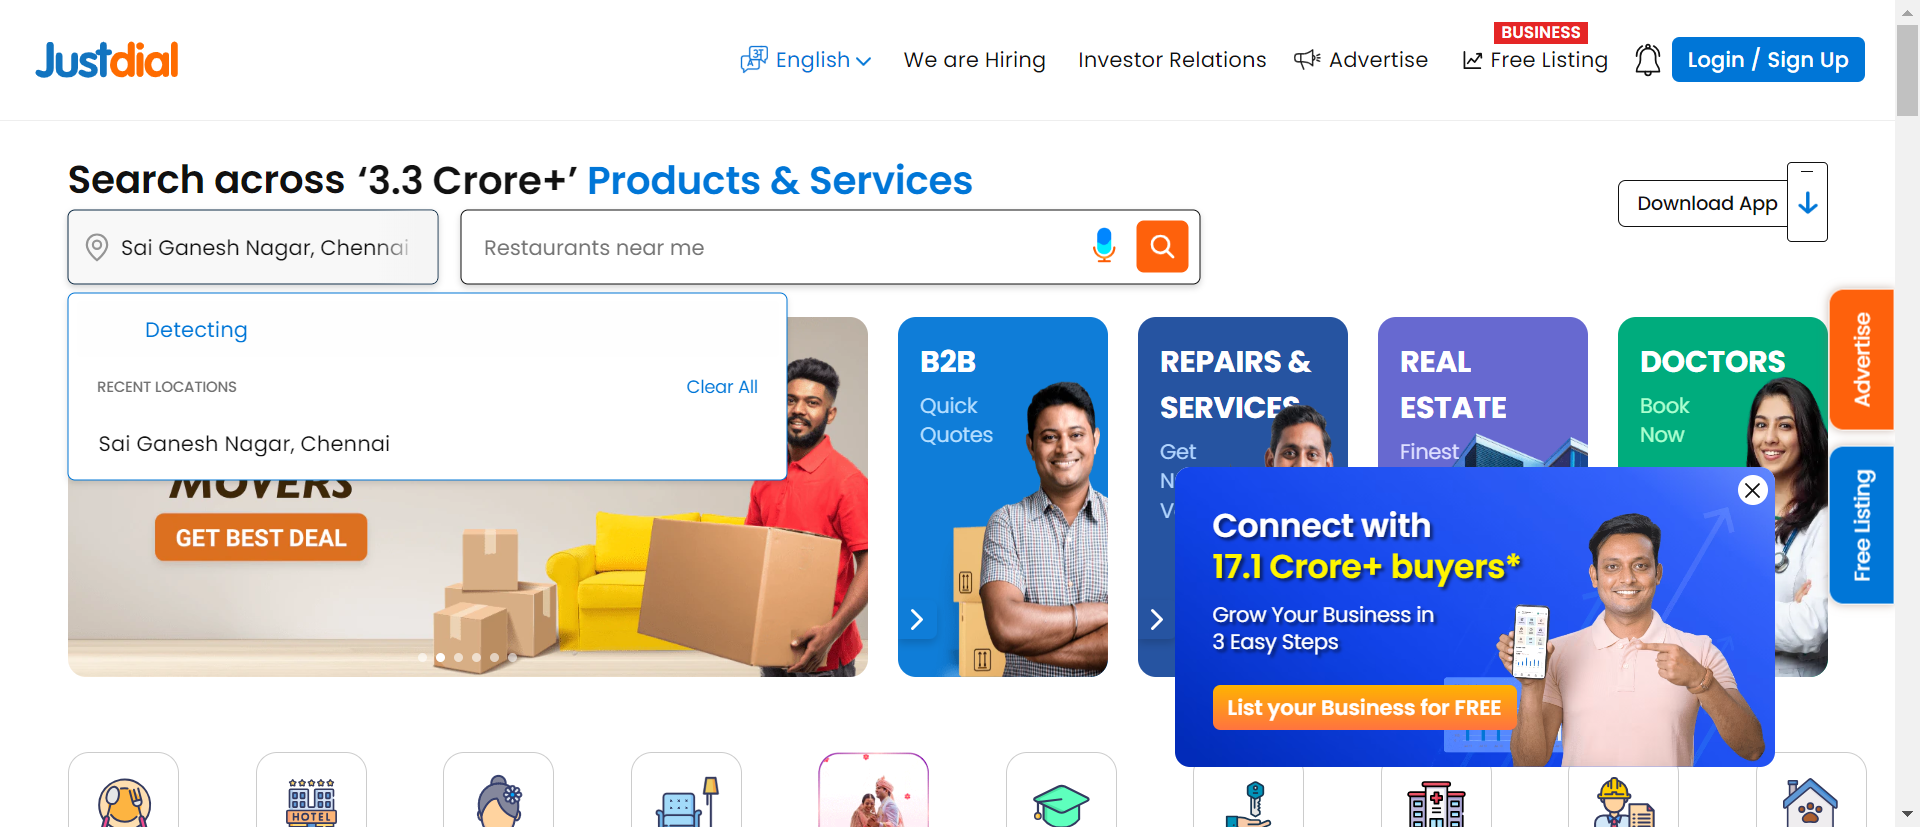 Justdial
English
We are Hiring
Investor Relations
Advertise
BUSINESS
Free Listing
Login / Sign Up
Search across ‘3.3 Crore+’ Products & Services
Download App
Sai Ganesh Nagar, Chennai
Restaurants near me
Detecting
RECENT LOCATIONS
Clear All
Sai Ganesh Nagar, Chennai
MOVERS
GET BEST DEAL
B2B
Quick
Quotes
REPAIRS &
SERVICES
Get
REAL
ESTATE
Finest
DOCTORS
Book
Now
Advertise
Free Listing
Connect with
17.1 Crore+ buyers*
Grow Your Business in
3 Easy Steps
List your Business for FREE
HOTEL